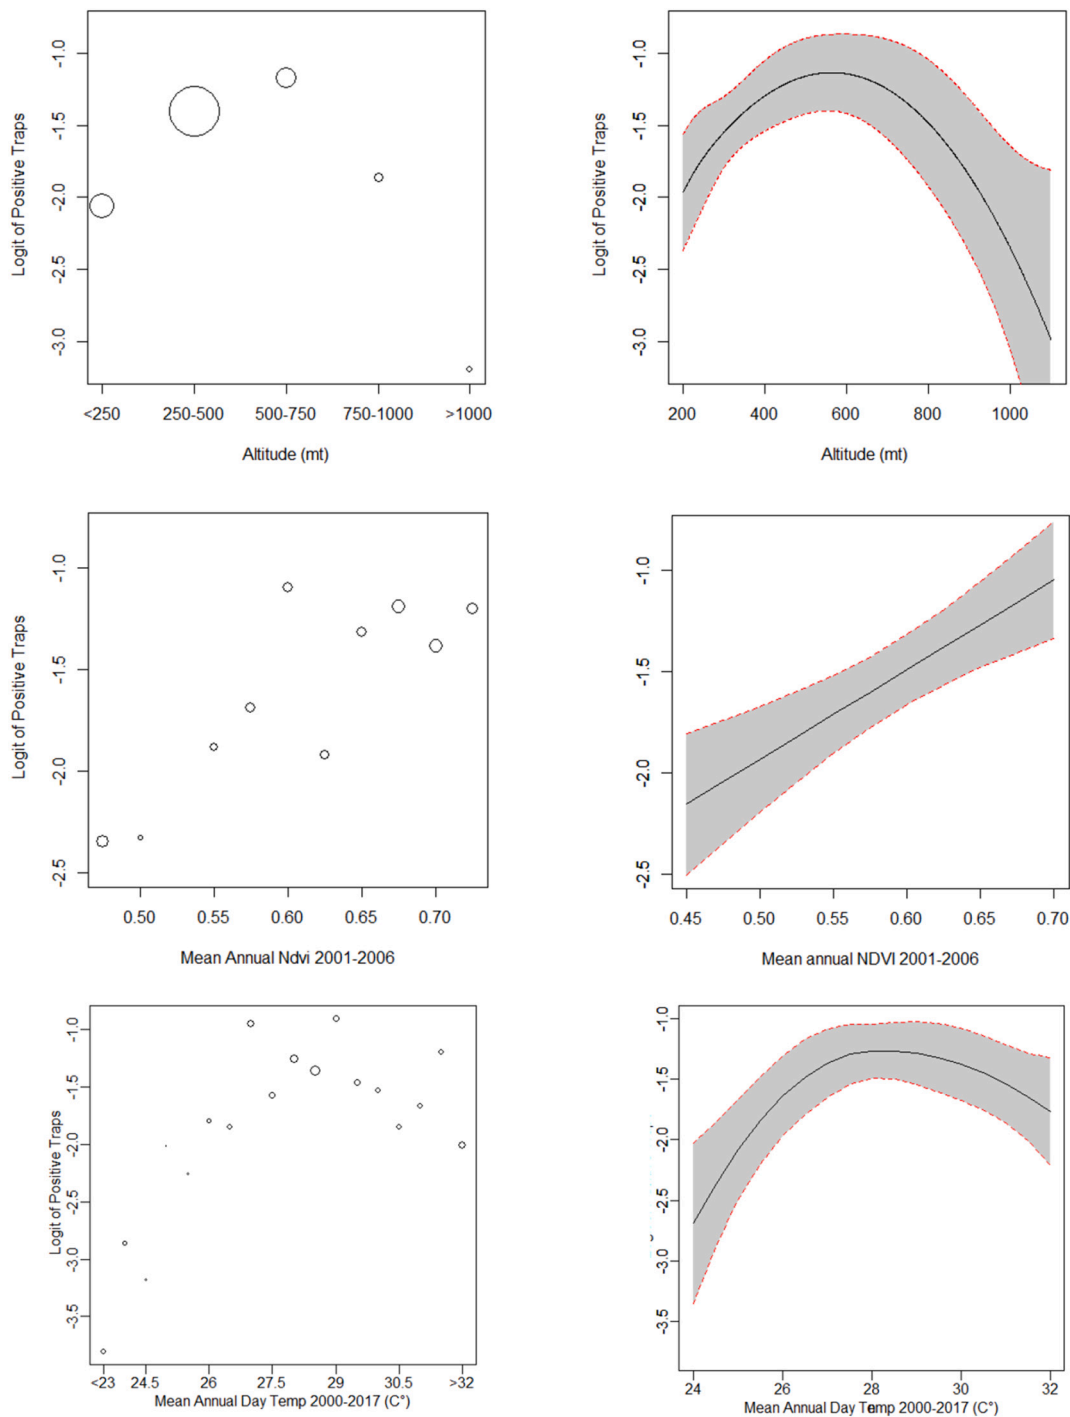 Logit of Positive Traps
-1.0
-1.5
-2.0
-2.5
-3.0
<250 250-500 500-750 750-1000 >1000
Altitude (mt)
Logit of Positive Traps
-1.0
-1.5
-2.0
-2.5
-3.0
200 400 600 800 1000
Altitude (mt)
Logit of Positive Traps
-1.0
-1.5
-2.0
-2.5
0.50 0.55 0.60 0.65 0.70
Mean Annual Ndvi 2001-2006
-1.0
-1.5
-2.0
-2.5
0.45 0.50 0.55 0.60 0.65 0.70
Mean annual NDVI 2001-2006
Logit of Positive Traps
-1.0
-1.5
-2.0
-2.5
-3.0
-3.5
<23 24.5 26 27.5 29 30.5 >32
Mean Annual Day Temp 2000-2017 (C°)
-1.0
-1.5
-2.0
-2.5
-3.0
-3.5
24 26 28 30 32
Mean Annual Day Temp 2000-2017 (C°)